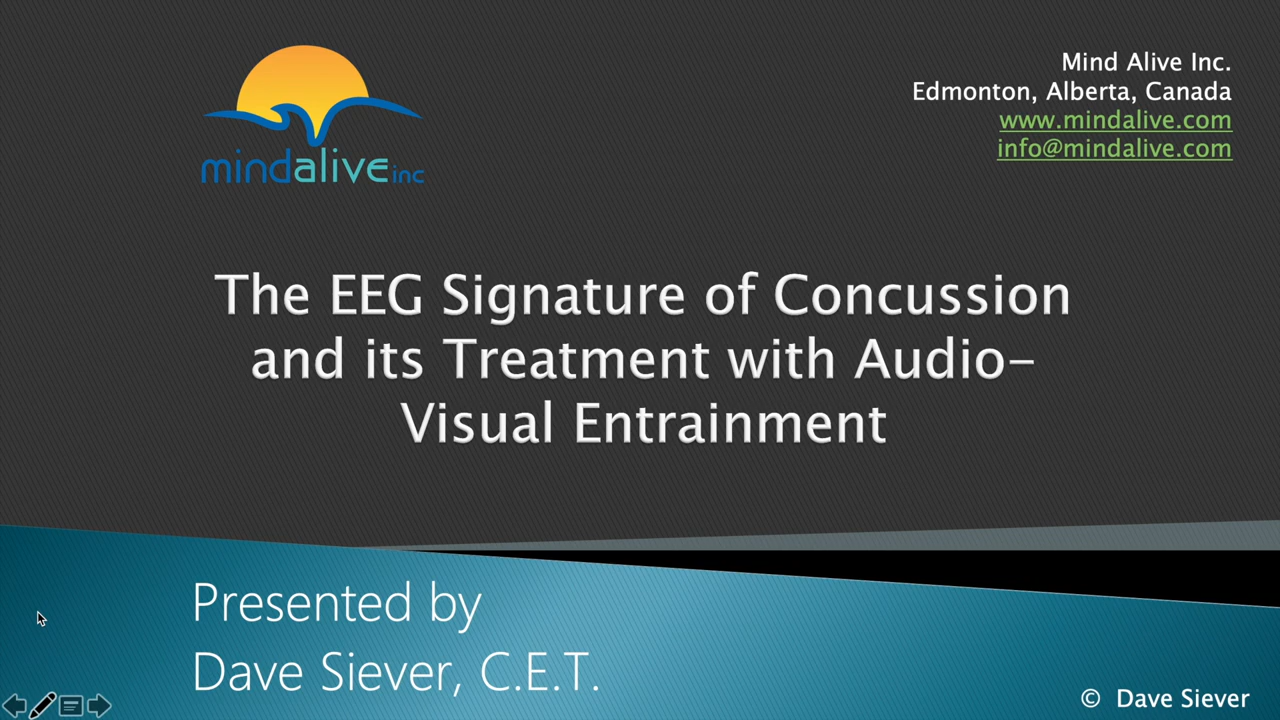 mindalive inc
Mind Alive Inc.
Edmonton, Alberta, Canada
www.mindalive.com
info@mindalive.com
The EEG Signature of Concussion
and its Treatment with Audio-
Visual Entrainment
Presented by
Dave Siever, C.E.T.
© Dave Siever